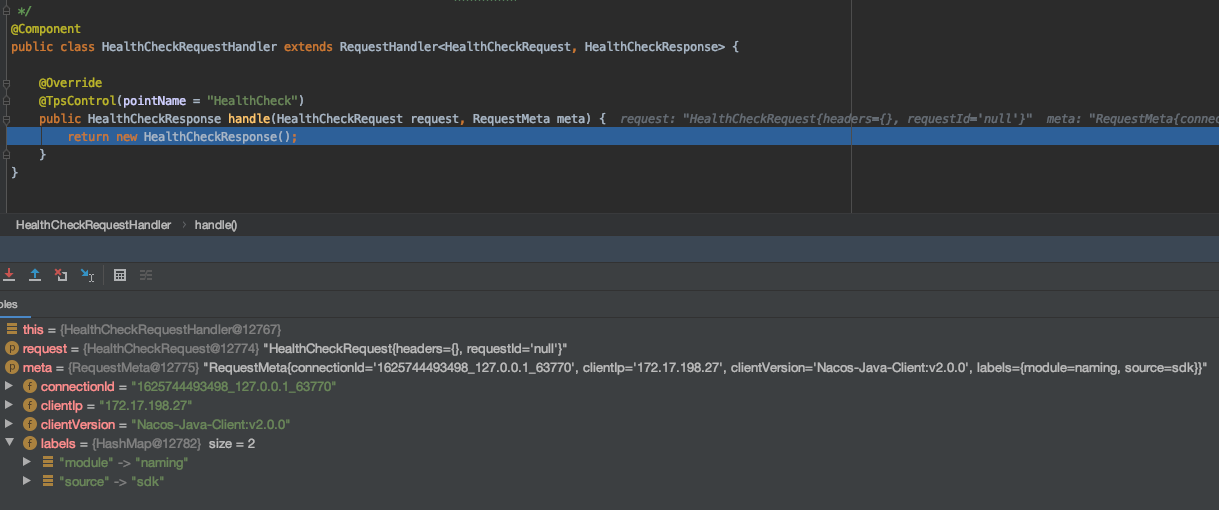 */
@Component
public class HealthCheckRequestHandler extends RequestHandler<HealthCheckRequest, HealthCheckResponse> {
@Override
@TpsControl(pointName = "HealthCheck")
public HealthCheckResponse handle(HealthCheckRequest request, RequestMeta meta) { request: "HealthCheckRequest{headers={}, requestId='null'}" meta: "RequestMeta{connec
return new HealthCheckResponse();
}
}
HealthCheckRequestHandler › handle()
bles
this = {HealthCheckRequestHandler@12767}
request = {HealthCheckRequest@12774} "HealthCheckRequest{headers={}, requestId='null'}"
meta = {RequestMeta@12775} "RequestMeta{connectionId='1625744493498_127.0.0.1_63770', clientIp='172.17.198.27', clientVersion='Nacos-Java-Client:v2.0.0', labels={module=naming, source=sdk}}"
connectionId = "1625744493498_127.0.0.1_63770"
clientIp = "172.17.198.27"
clientVersion = "Nacos-Java-Client:v2.0.0"
labels = {HashMap@12782} size = 2
"module" -> "naming"
"source" -> "sdk"